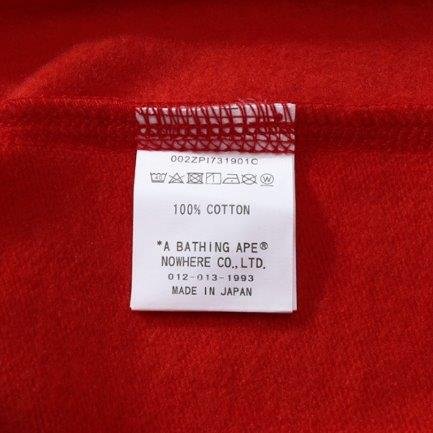 002ZPI731901C
100% COTTON
*A BATHING APE®
NOWHERE CO., LTD.
012-013-1993
MADE IN JAPAN